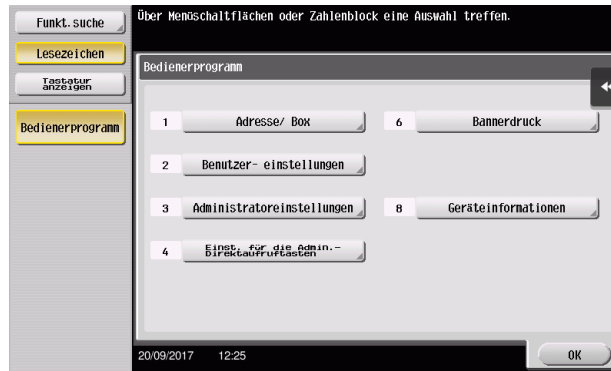 Funkt.suche
Über Menüschaltflächen oder Zahlenblock eine Auswahl treffen.
Lesezeichen
Tastatur
anzeigen
Bedienerprogramm
Bedienerprogramm
1 Adresse/ Box
6 Bannerdruck
2 Benutzer- einstellungen
3 Administratoreinstellungen
8 Geräteinformationen
4 Einst. für die Admin.-
Direktaufruftasten
20/09/2017 12:25
OK